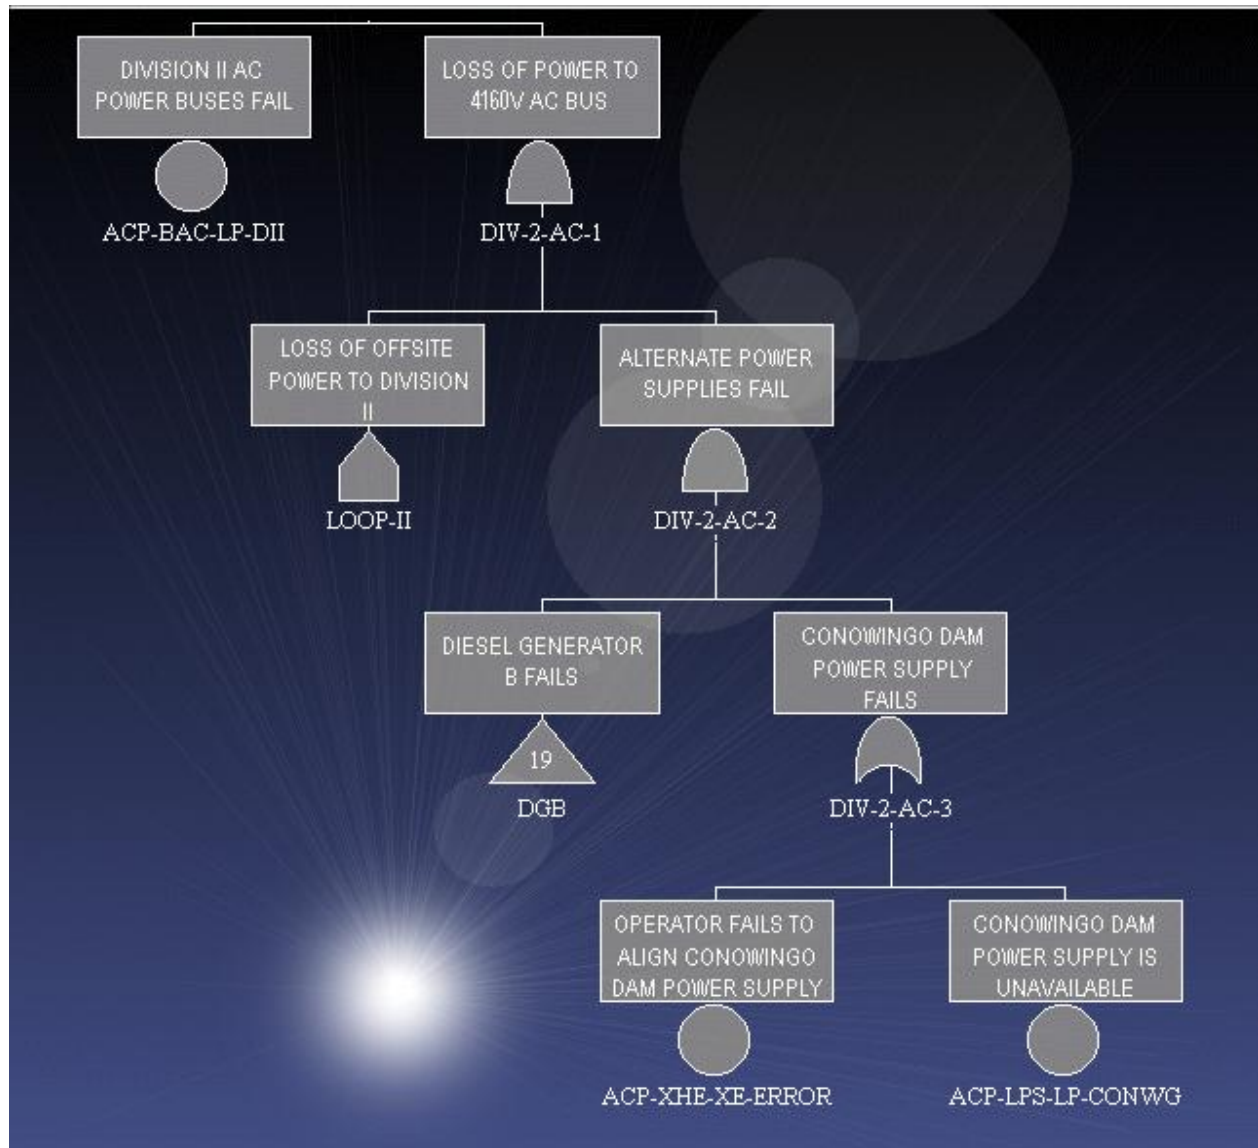 DIVISION II AC
POWER BUSES FAIL
ACP-BAC-LP-DII
LOSS OF POWER TO
4160V AC BUS
DIV-2-AC-1
LOSS OF OFFSITE
POWER TO DIVISION
II
LOOP-II
ALTERNATE POWER
SUPPLIES FAIL
DIV-2-AC-2
DIESEL GENERATOR
B FAILS
19
DGB
CONOWINGO DAM
POWER SUPPLY
FAILS
DIV-2-AC-3
OPERATOR FAILS TO
ALIGN CONOWINGO
DAM POWER SUPPLY
ACP-XHE-XE-ERROR
CONOWINGO DAM
POWER SUPPLY IS
UNAVAILABLE
ACP-LPS-LP-CONWG